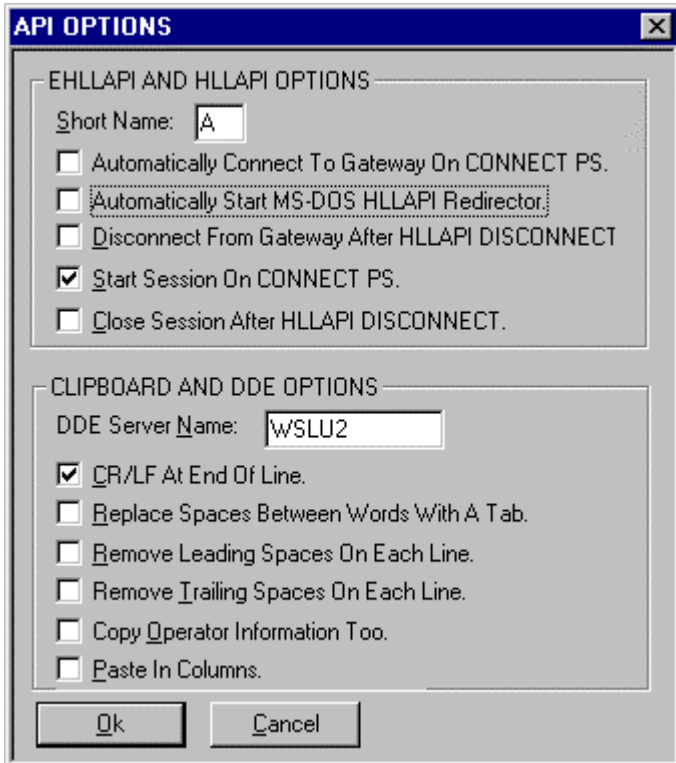 API OPTIONS
EHLLAPI AND HLLAPI OPTIONS
Short Name: A
Automatically Connect To Gateway On CONNECT PS.
Automatically Start MS-DOS HLLAPI Redirector.
Disconnect From Gateway After HLLAPI DISCONNECT
Start Session On CONNECT PS.
Close Session After HLLAPI DISCONNECT.
CLIPBOARD AND DDE OPTIONS
DDE Server Name: WSLU2
CR/LF At End Of Line.
Replace Spaces Between Words With A Tab.
Remove Leading Spaces On Each Line.
Remove Trailing Spaces On Each Line.
Copy Operator Information Too.
Paste In Columns.
Ok Cancel